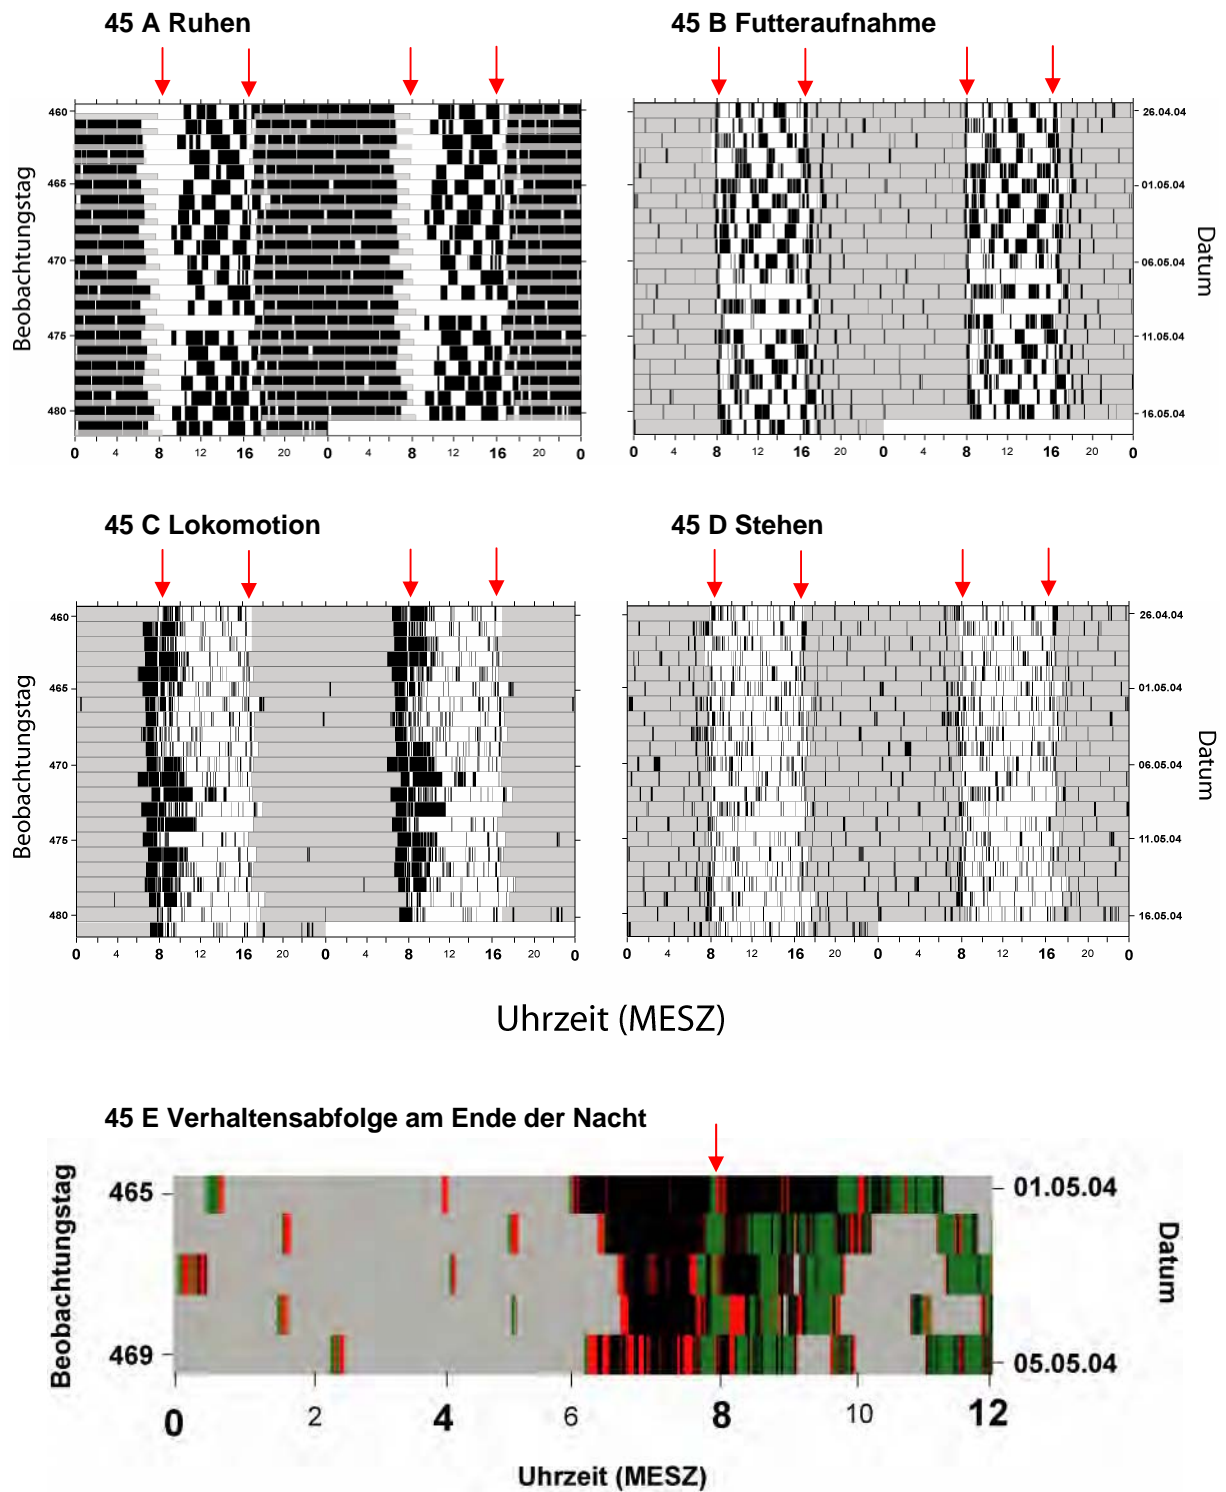 45 A Ruhen
45 B Futteraufnahme
Beobachtungstag
460
465
470
475
480
0 4 8 12 16 20 0 4 8 12 16 20 0
26.04.04
01.05.04
06.05.04
11.05.04
16.05.04
Datum
0 4 8 12 16 20 0 4 8 12 16 20 0
45 C Lokomotion
45 D Stehen
Beobachtungstag
460
465
470
475
480
0 4 8 12 16 20 0 4 8 12 16 20 0
26.04.04
01.05.04
06.05.04
11.05.04
16.05.04
Datum
0 4 8 12 16 20 0 4 8 12 16 20 0
Uhrzeit (MESZ)
45 E Verhaltensabfolge am Ende der Nacht
Beobachtungstag
465
469
01.05.04
05.05.04
Datum
0 2 4 6 8 10 12
Uhrzeit (MESZ)